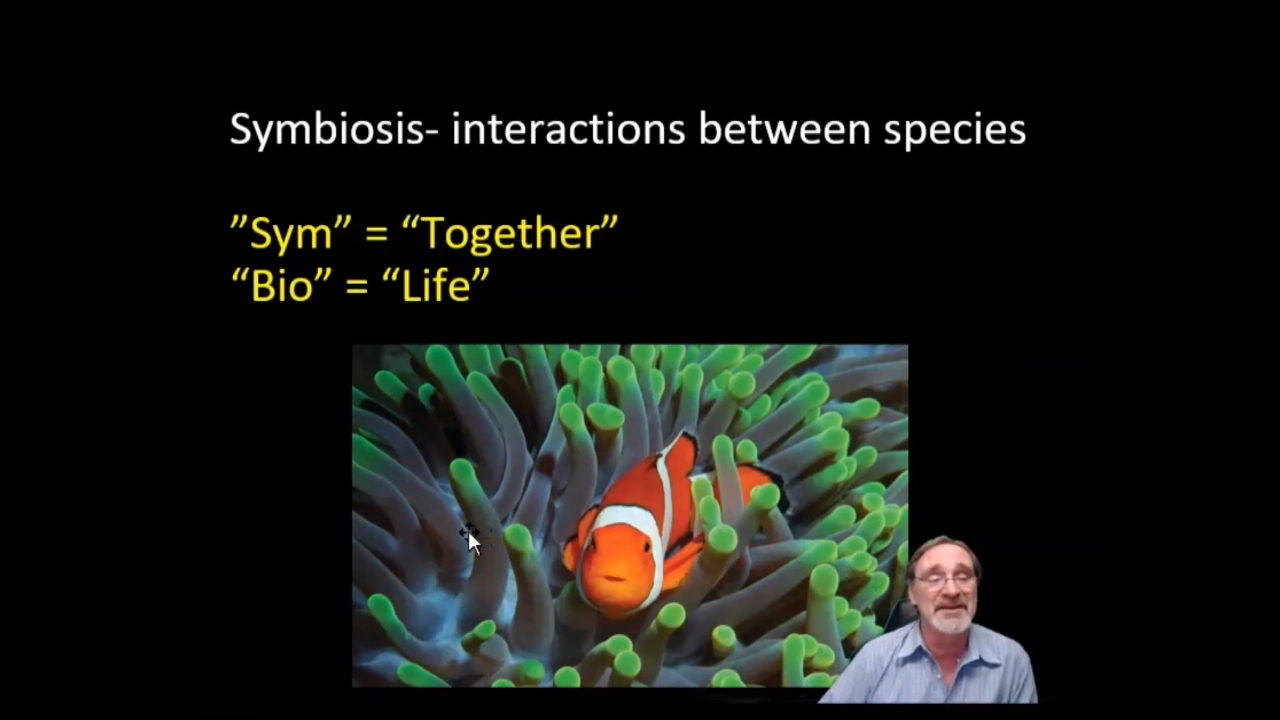 Symbiosis- interactions between species
”Sym” = “Together”
“Bio” = “Life”